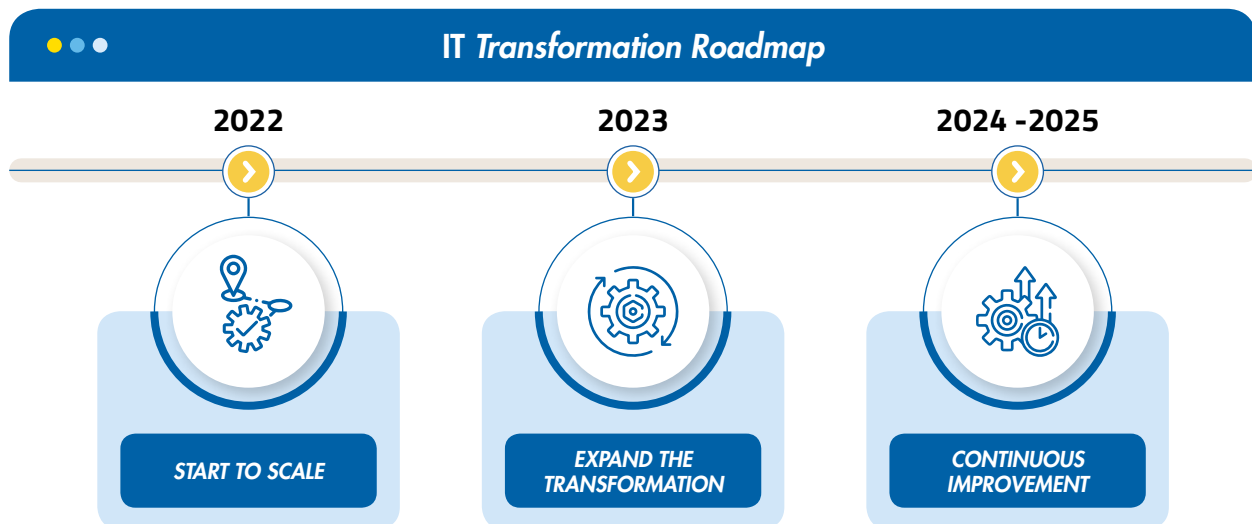 IT Transformation Roadmap
2022
2023
2024 -2025
START TO SCALE
EXPAND THE
TRANSFORMATION
CONTINUOUS
IMPROVEMENT